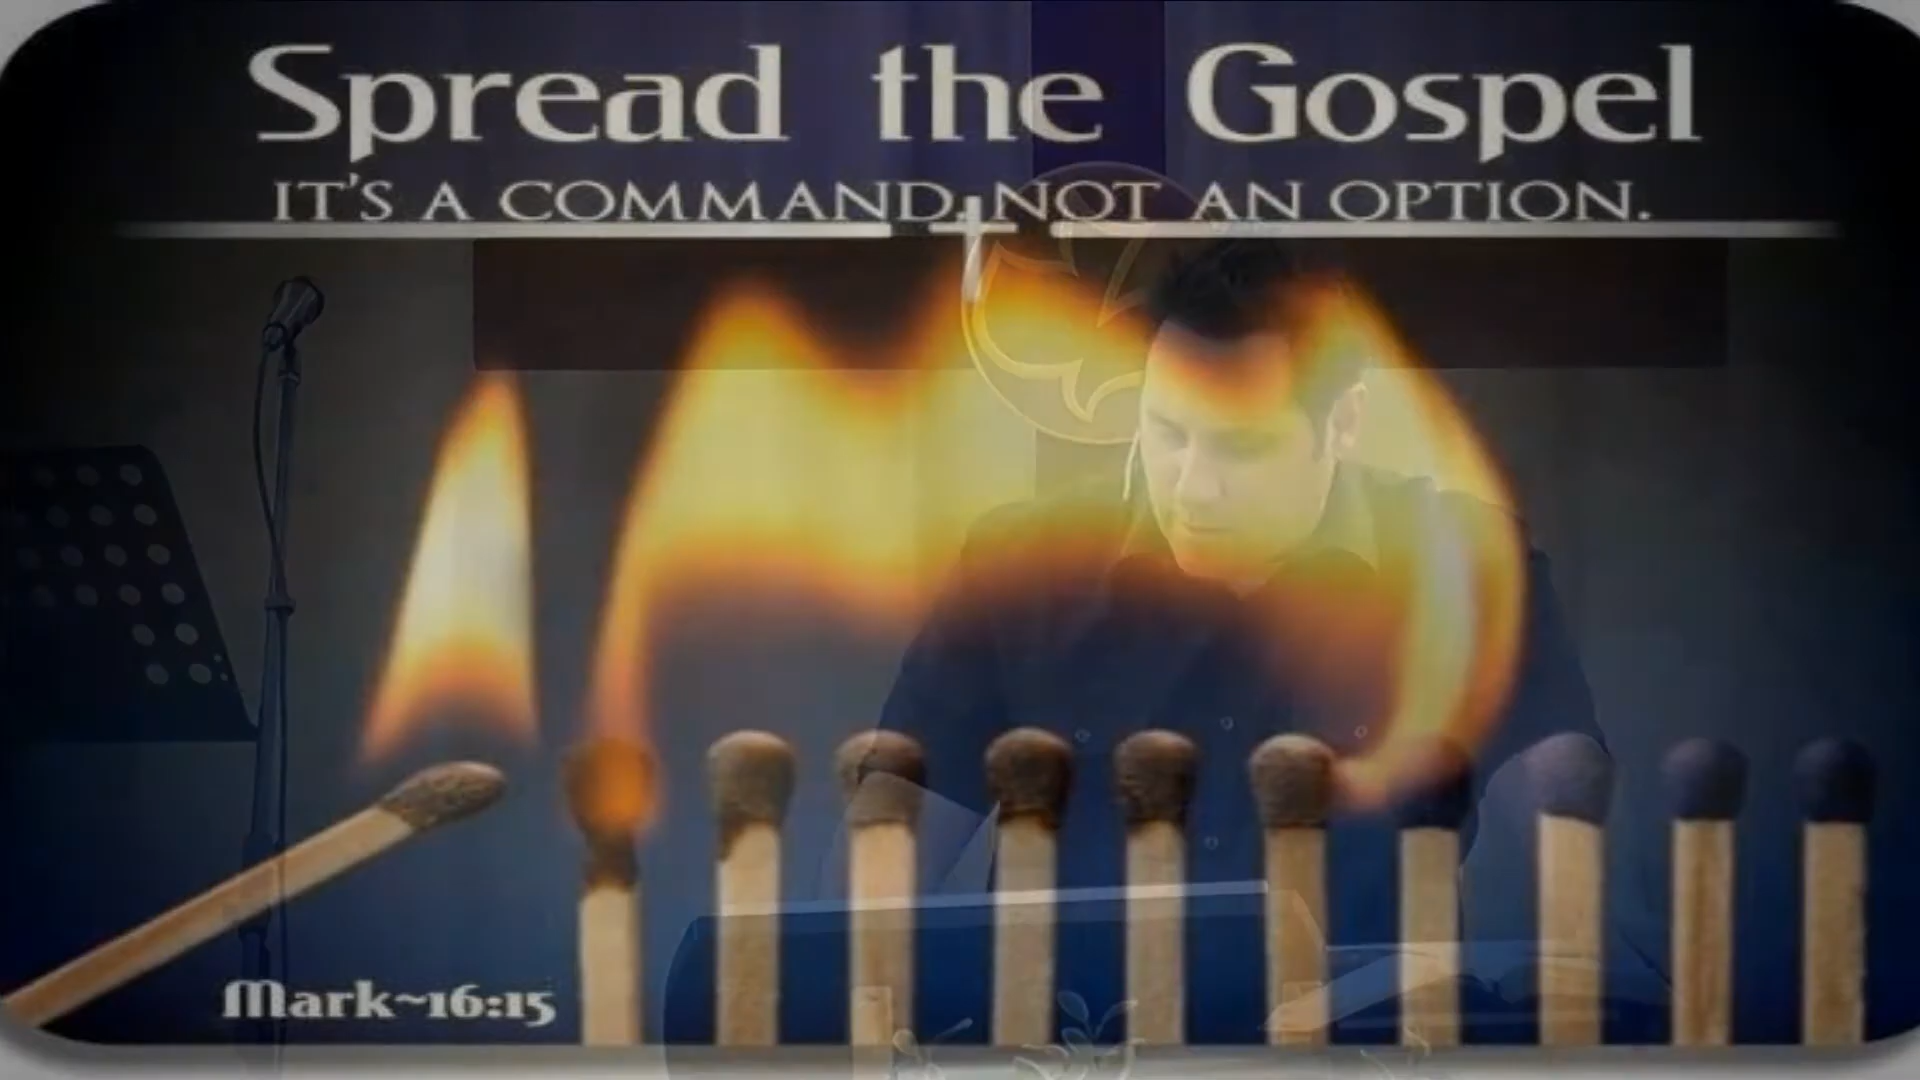 Spread the Gospel
IT'S A COMMAND NOT AN OPTION.
Mark~16:15